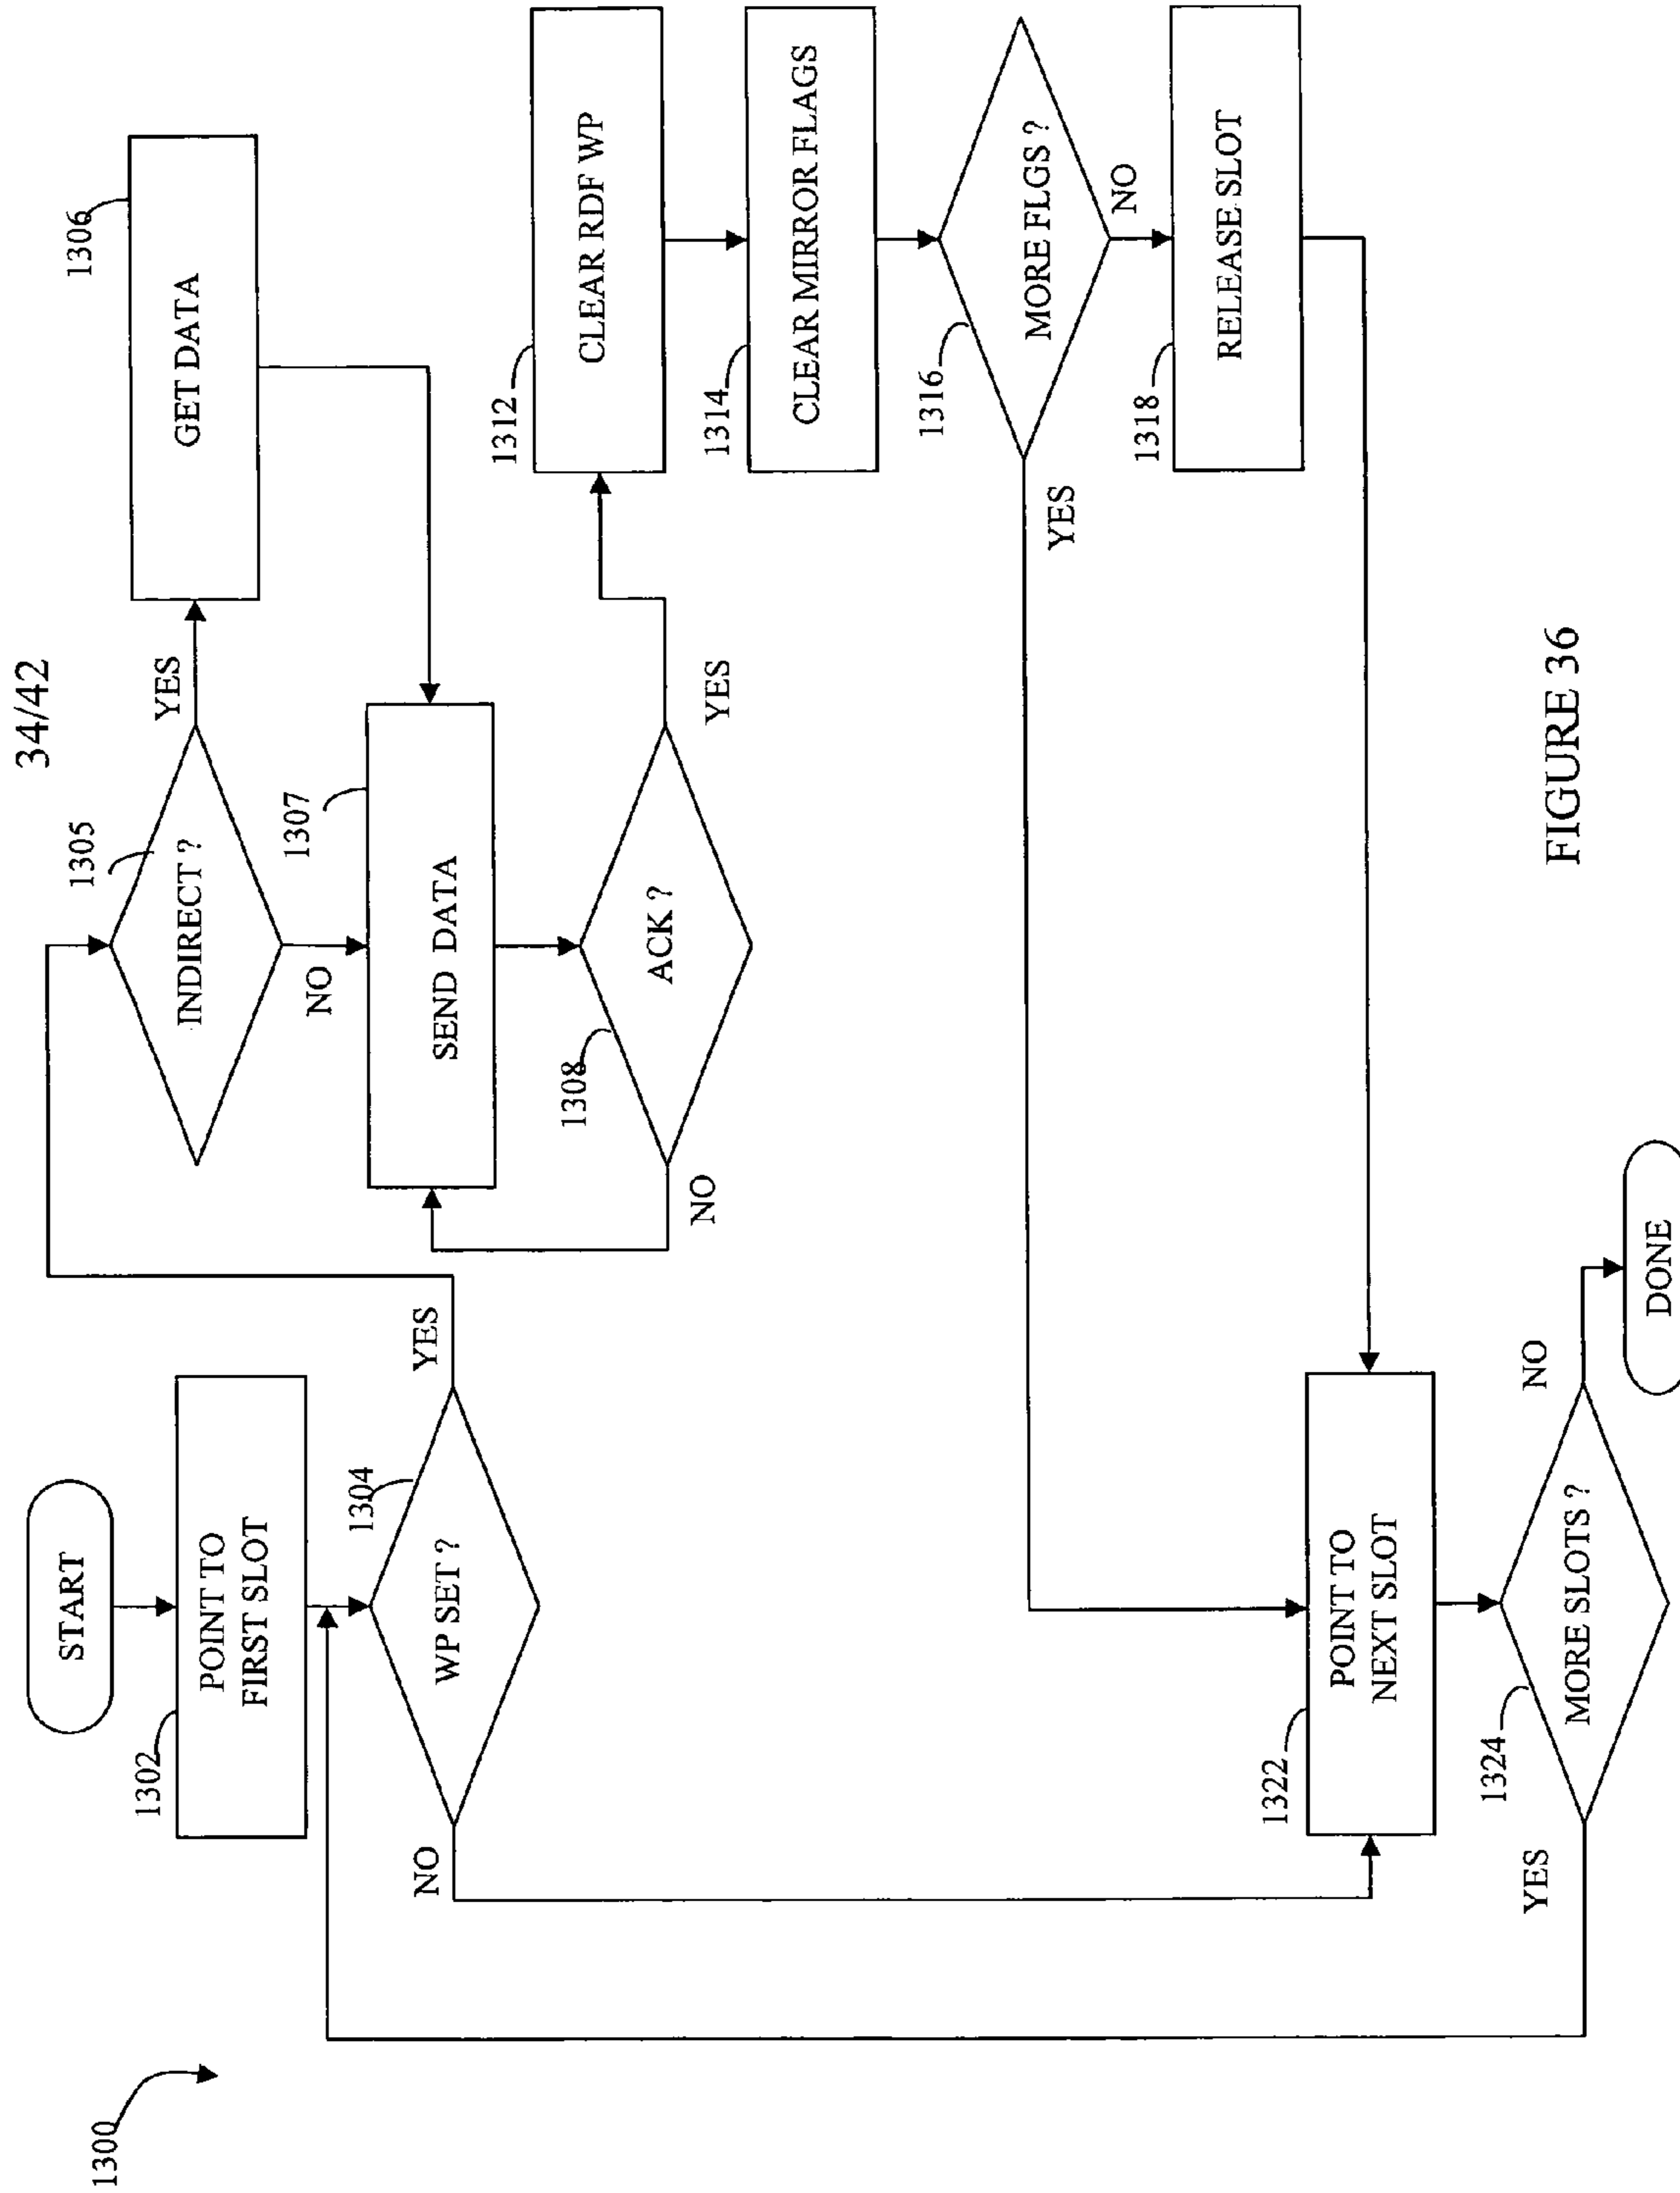 34/42
1300
START
1302
POINT TO
FIRST SLOT
1304
WP SET ?
YES
NO
1305
INDIRECT ?
YES
NO
1306
GET DATA
1307
SEND DATA
1308
ACK ?
YES
NO
1312
CLEAR RDF WP
1314
CLEAR MIRROR FLAGS
1316
MORE FLGS ?
YES
NO
1318
RELEASE SLOT
1322
POINT TO
NEXT SLOT
1324
MORE SLOTS ?
YES
NO
DONE
FIGURE 36